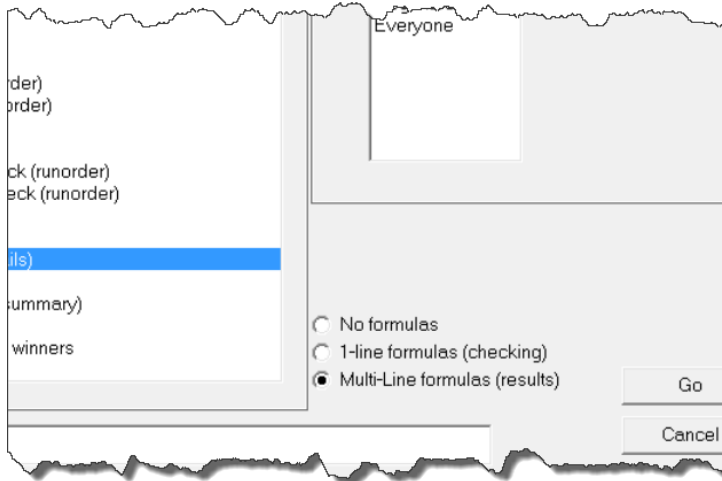 Everyone
rder)
order)
ck (runorder)
eck (runorder)
ils)
summary)
winners
No formulas
1-line formulas (checking)
Multi-Line formulas (results)
Go
Cancel